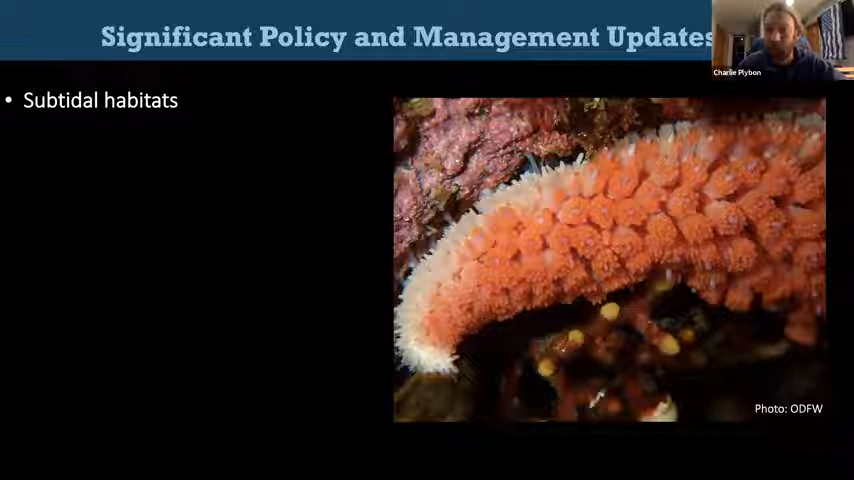 Significant Policy and Management Updates
Charlie Plybon
• Subtidal habitats
Photo: ODFW